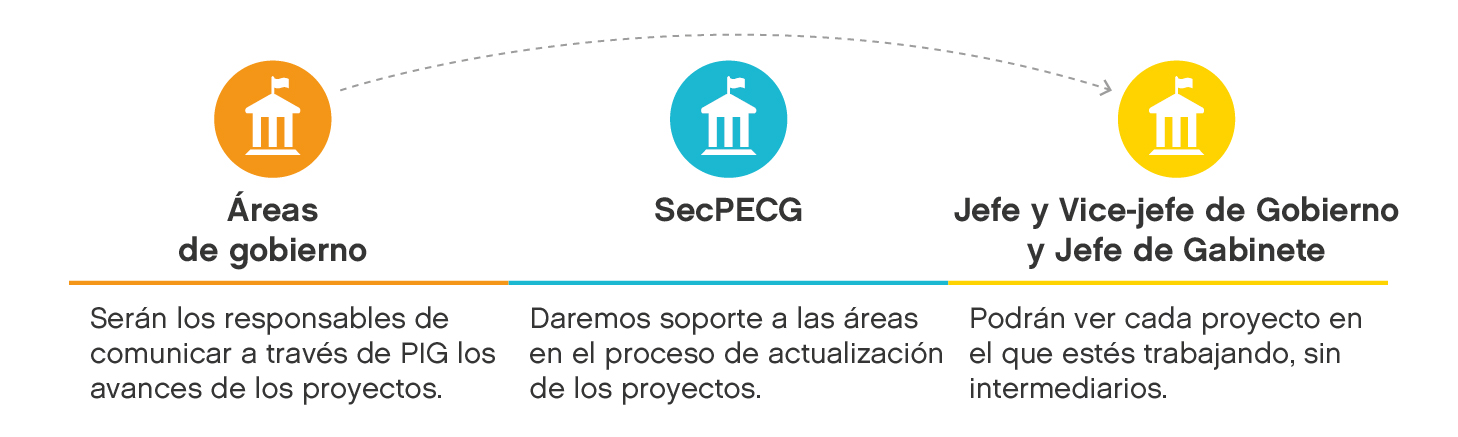 Áreas
de gobierno
SecPECG
Jefe y Vice-jefe de Gobierno
y Jefe de Gabinete
Serán los responsables de
comunicar a través de PIG los
avances de los proyectos.
Daremos soporte a las áreas
en el proceso de actualización
de los proyectos.
Podrán ver cada proyecto en
el que estés trabajando, sin
intermediarios.